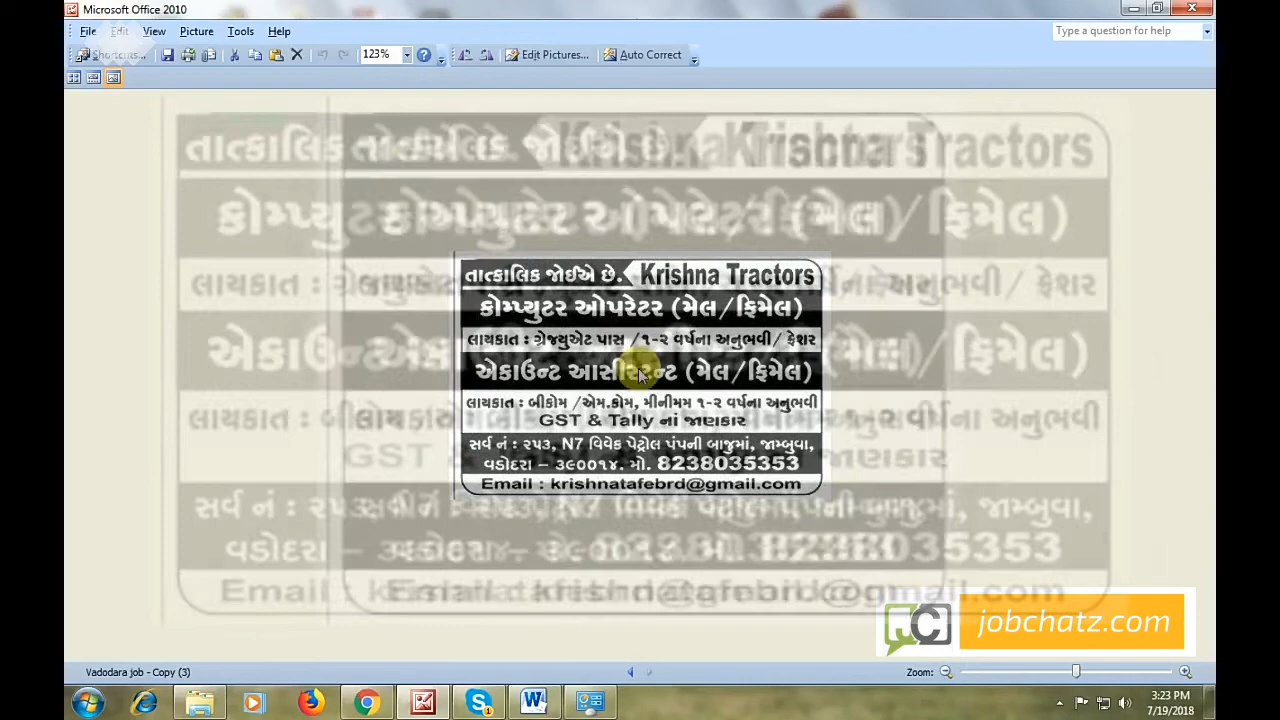 Microsoft Office 2010
File Edit View Picture Tools Help
Type a question for help
Shortcuts... 123% Edit Pictures... Auto Correct
તાત્કાલિક જોઈએ છે. Krishna Tractors
કોમ્પ્યુટર ઓપરેટર (મેલ/ફિમેલ)
લાયકાત : ગ્રેજ્યુએટ પાસ /૧-૨ વર્ષના અનુભવી/ ફ્રેશર
એકાઉન્ટ આસીસ્ટન્ટ (મેલ/ફિમેલ)
લાયકાત : બીકોમ /એમ.કોમ, મીનીમમ ૧-૨ વર્ષના અનુભવી
GST & Tally નાં જાણકાર
સર્વ નં : ૨૫૩, N7 વિવેક પેટ્રોલ પંપની બાજુમાં, જામ્બુવા,
વડોદરા – ૩૯૦૦૧૪. મો. 8238035353
Email : krishnatafebrd@gmail.com
jobchatz.com
Vadodara job - Copy (3)
Zoom:
3:23 PM
7/19/2018